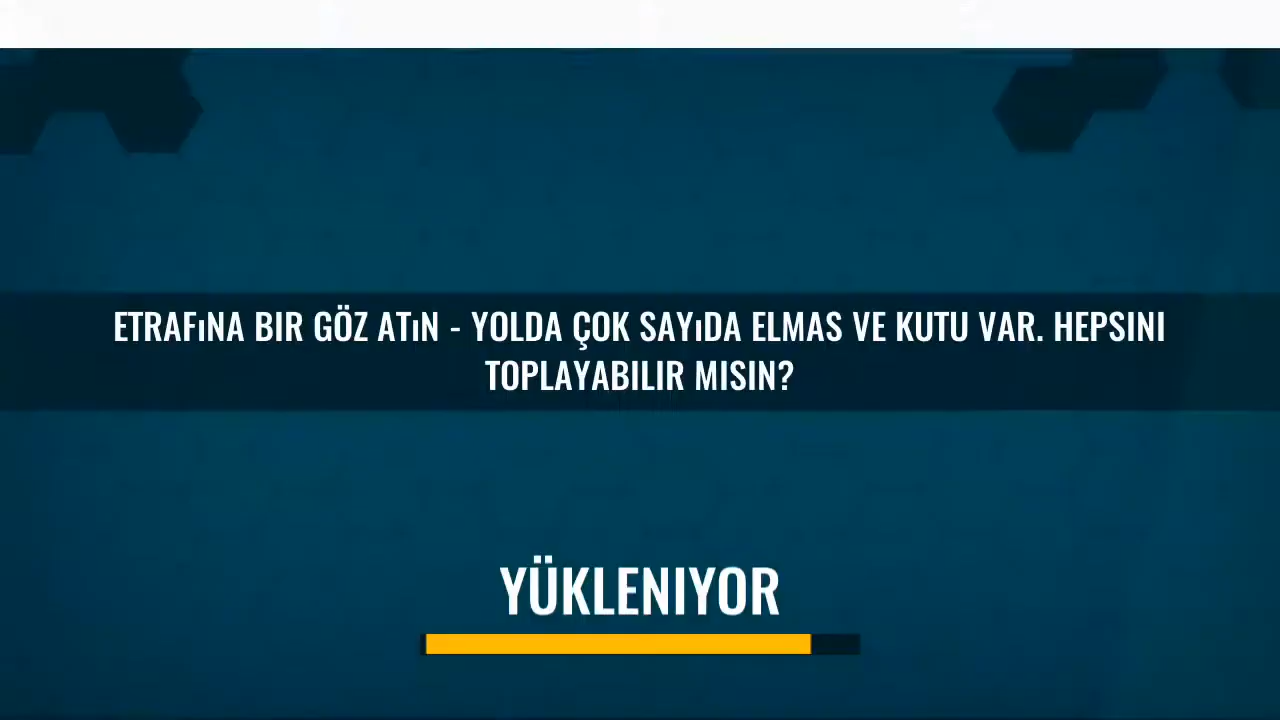 ETRAFıNA BIR GÖZ ATıN - YOLDA ÇOK SAYıDA ELMAS VE KUTU VAR. HEPSINI
TOPLAYABILIR MISIN?
YÜKLENIYOR